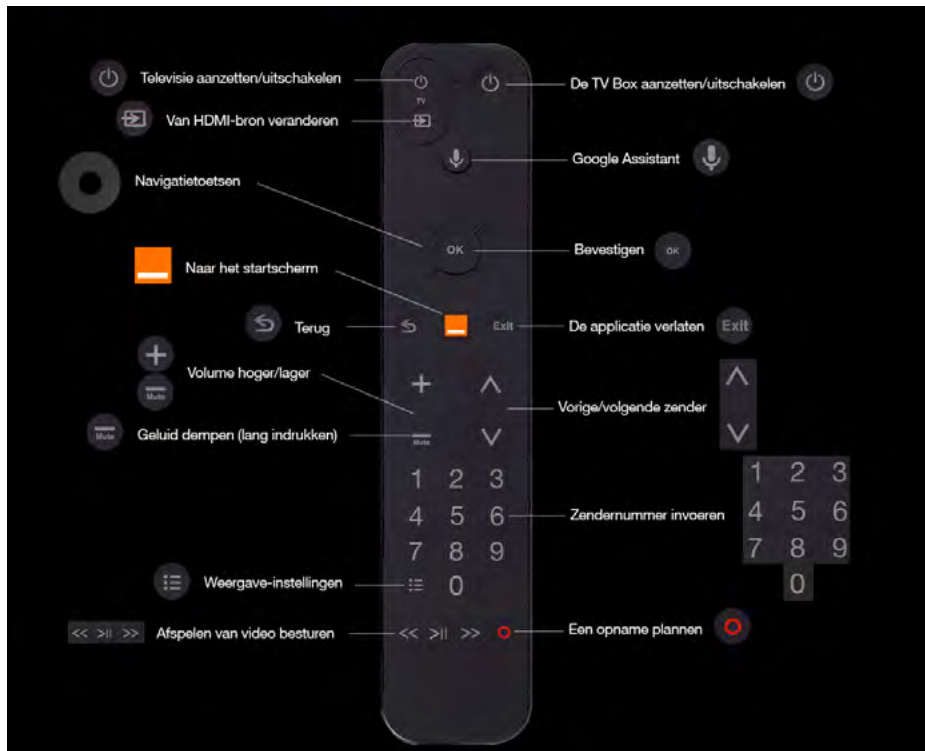 Televisie aanzetten/uitschakelen
TV
De TV Box aanzetten/uitschakelen
Van HDMI-bron veranderen
Google Assistant
Navigatietoetsen
OK
Bevestigen
OK
Naar het startscherm
Terug
Exit
De applicatie verlaten
Exit
Volume hoger/lager
Mute
Vorige/volgende zender
Mute
Geluid dempen (lang indrukken)
Mute
1 2 3
4 5 6
7 8 9
0
Zendernummer invoeren
1 2 3
4 5 6
7 8 9
0
Weergave-instellingen
<< >|| >>
Afspelen van video besturen
<< >|| >>
Een opname plannen